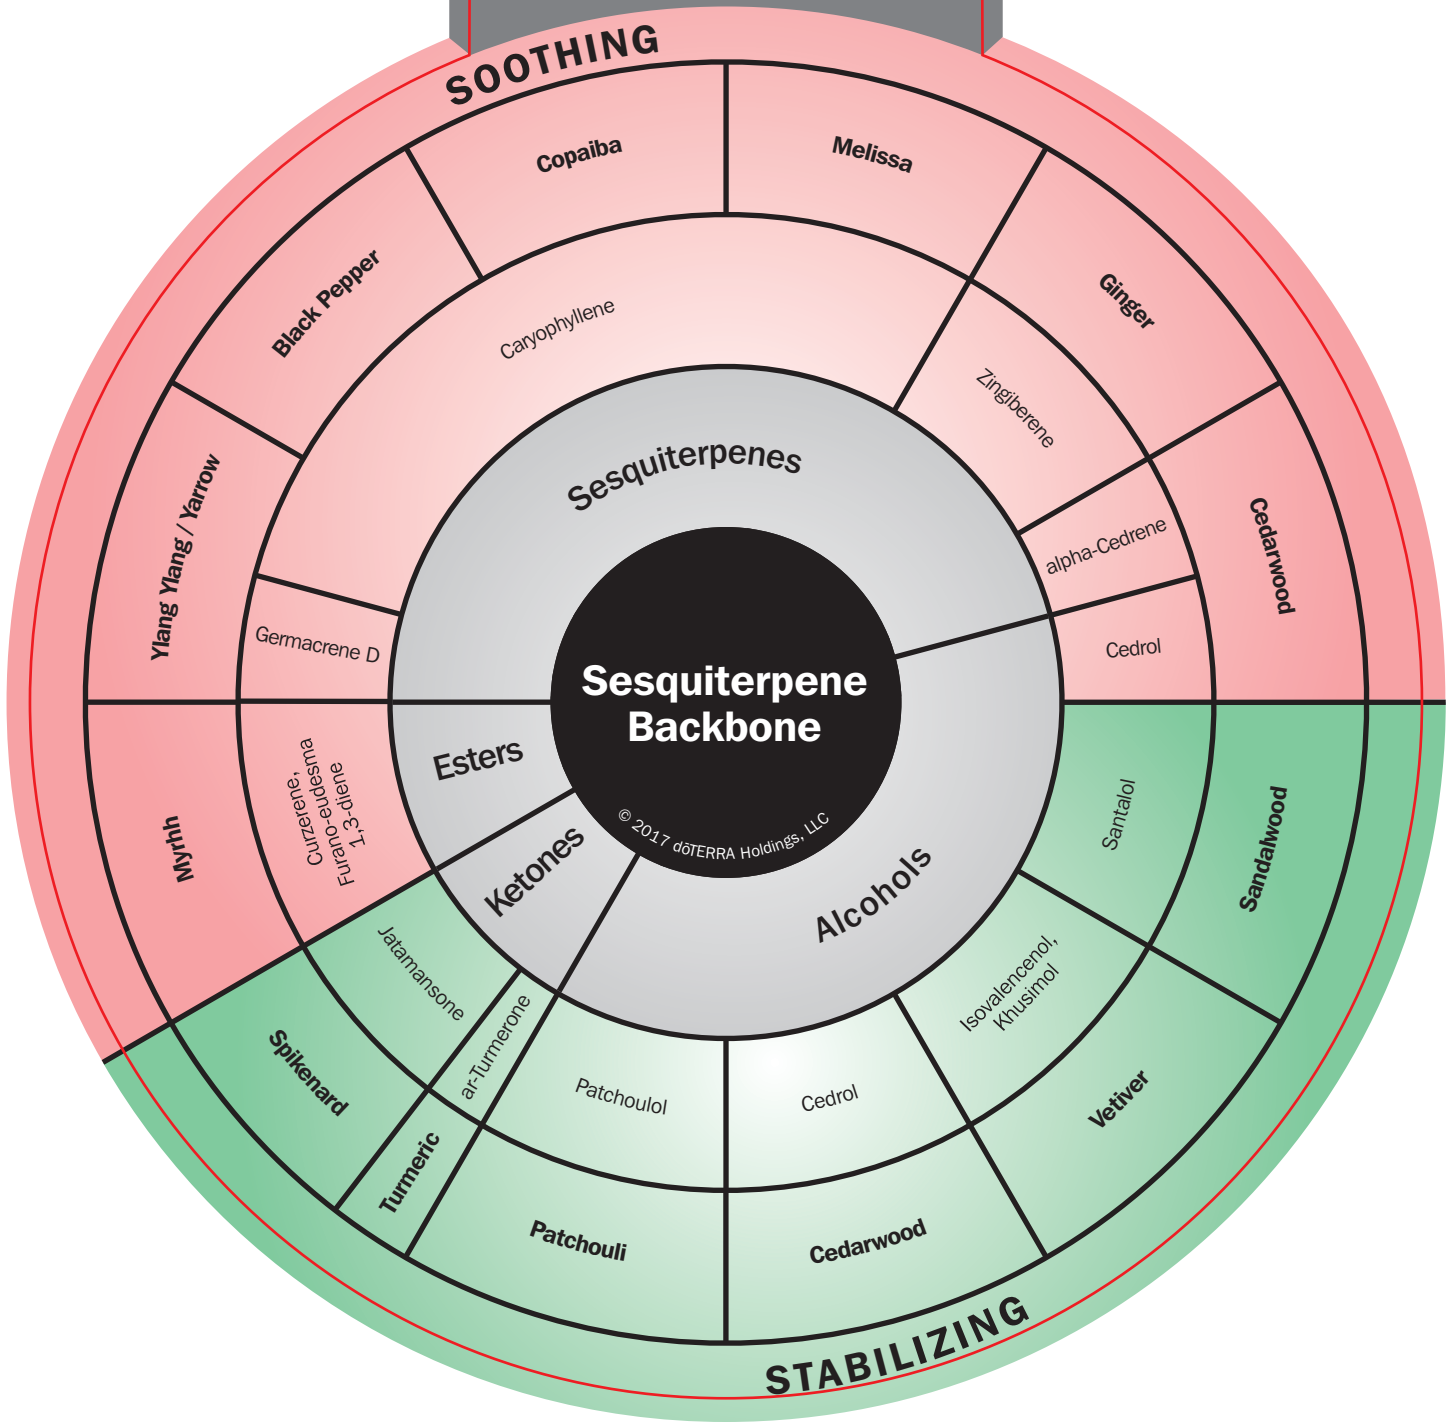 SOOTHING
Copaiba
Melissa
Black Pepper
Ginger
Ylang Ylang / Yarrow
Cedarwood
Caryophyllene
Zingiberene
alpha-Cedrene
Germacrene D
Cedrol
Sesquiterpenes
Sesquiterpene
Backbone
© 2017 dōTERRA Holdings, LLC
Esters
Ketones
Alcohols
Curzerene,
Furano-eudesma
1,3-diene
Myrhh
Santalol
Sandalwood
Jatamansone
Isovalencenol,
Khusimol
ar-Turmerone
Patchoulol
Cedrol
Spikenard
Turmeric
Patchouli
Cedarwood
Vetiver
STABILIZING